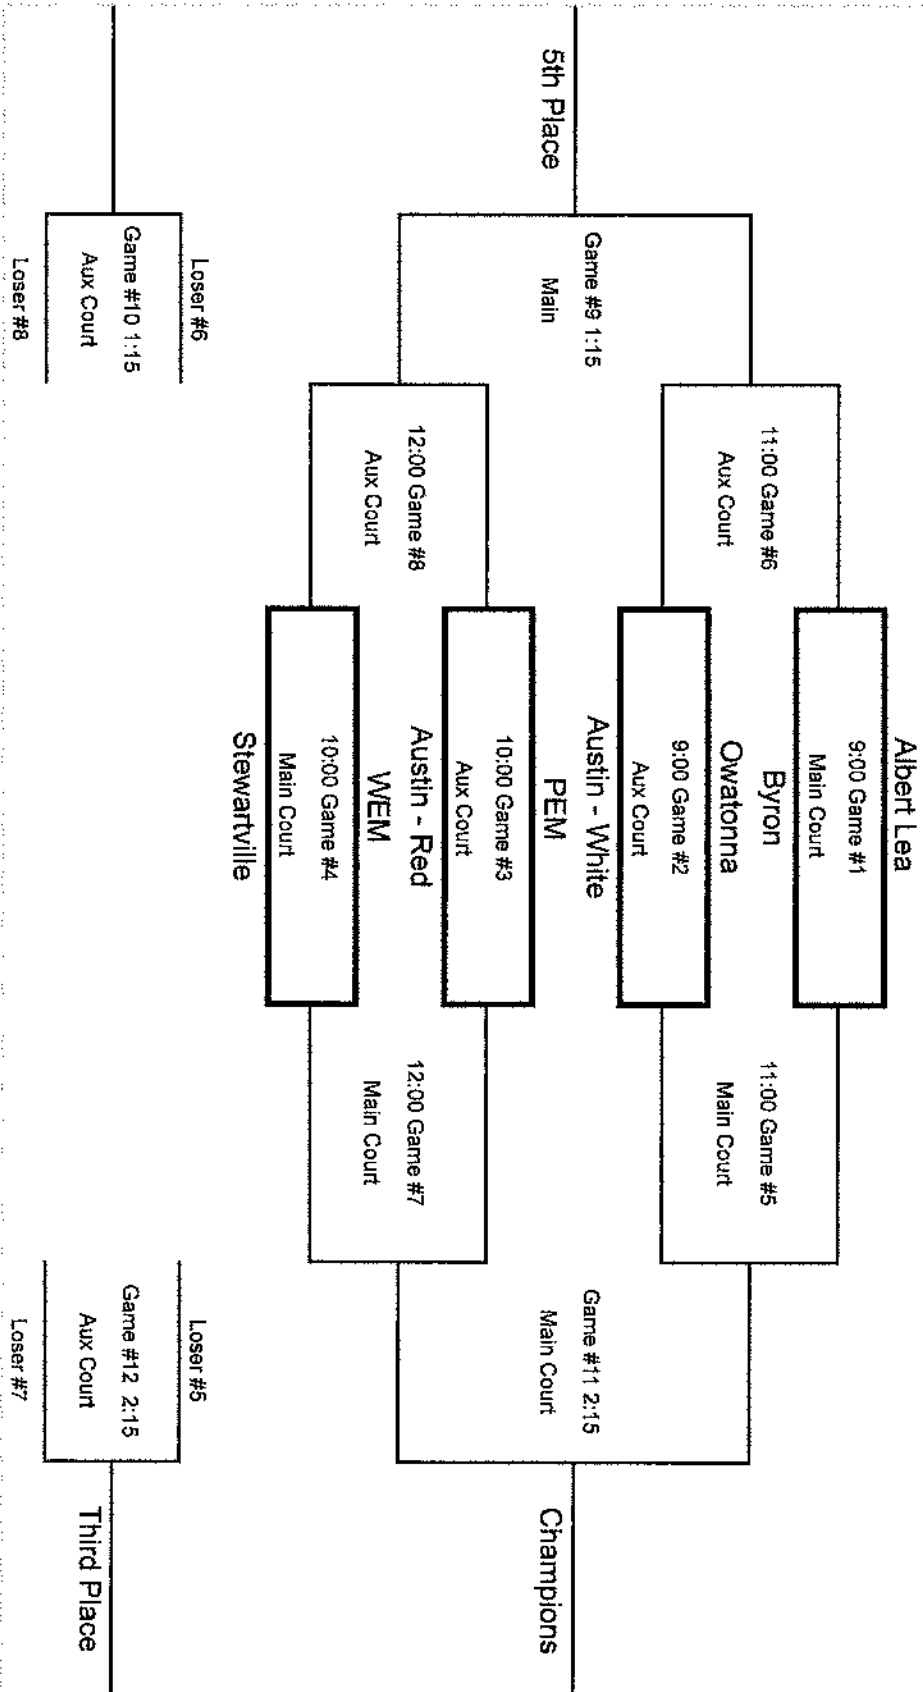 Albert Lea
9:00 Game #1
Main Court
Byron
11:00 Game #6
Aux Court
11:00 Game #5
Main Court
Owatonna
9:00 Game #2
Aux Court
Austin - White
5th Place
Game #9 1:15
Main
Game #11 2:15
Main Court
Champions
PEM
10:00 Game #3
Aux Court
Austin - Red
12:00 Game #8
Aux Court
12:00 Game #7
Main Court
WEM
10:00 Game #4
Main Court
Stewartville
Loser #6
Game #10 1:15
Aux Court
Loser #8
Loser #5
Game #12 2:15
Aux Court
Loser #7
Third Place